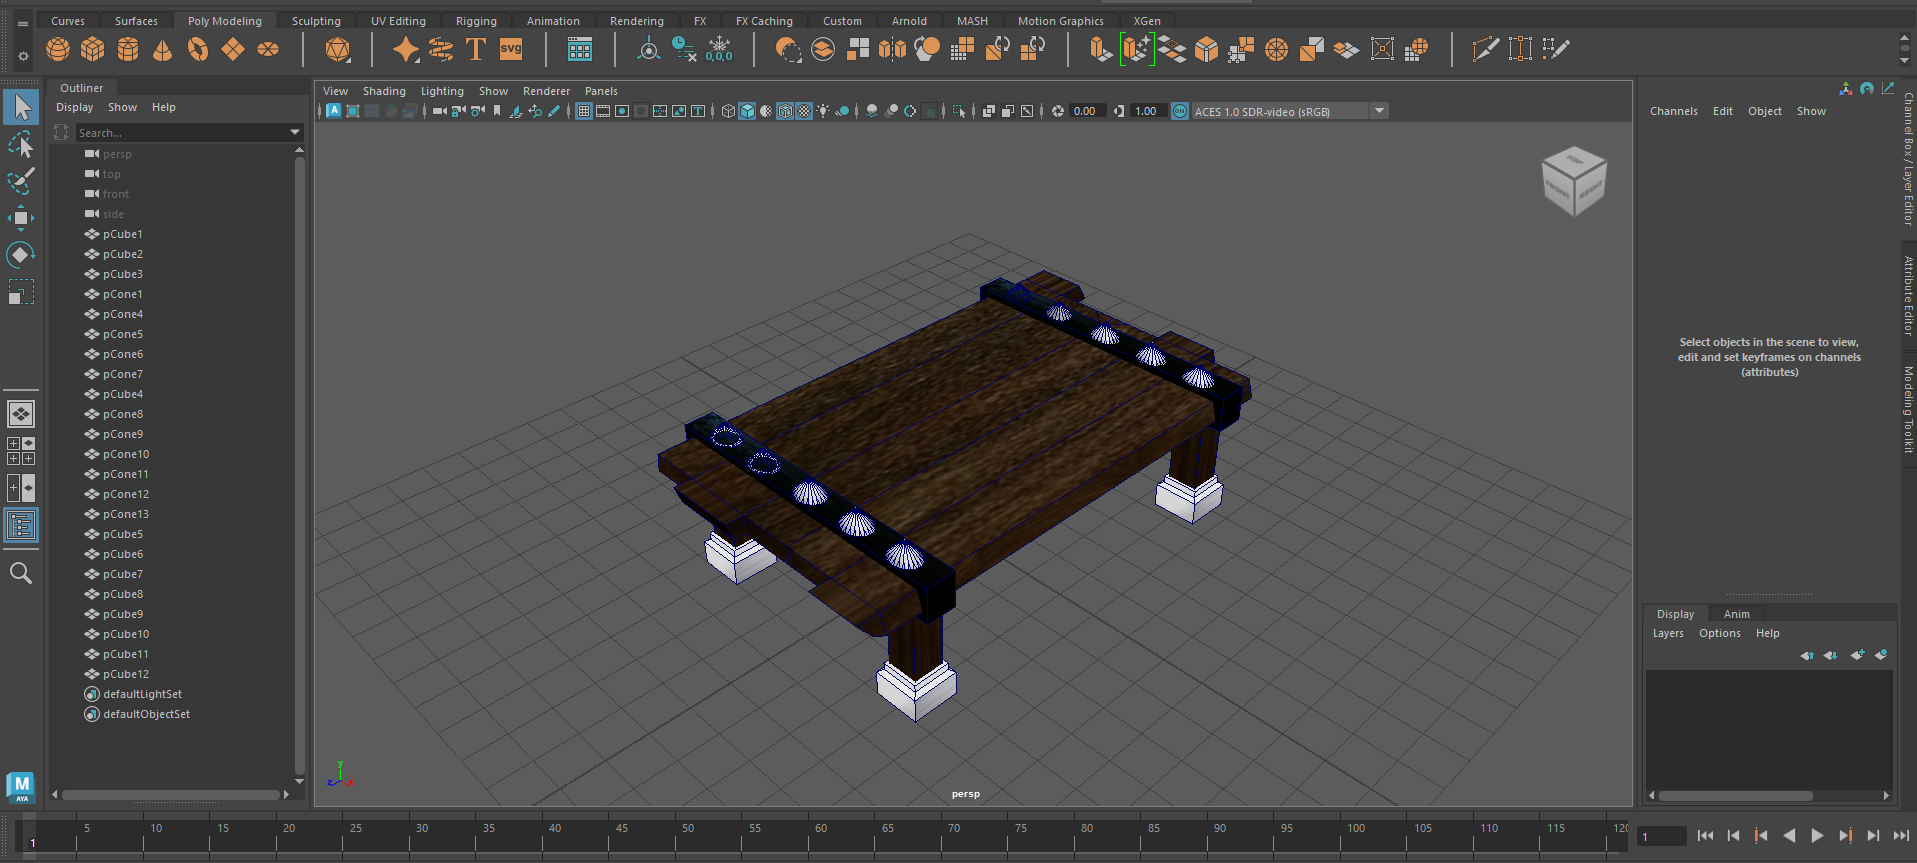 Curves Surfaces Poly Modeling Sculpting UV Editing Rigging Animation Rendering FX FX Caching Custom Arnold MASH Motion Graphics XGen
T svg 0,0,0
Outliner
Display Show Help
Search...
persp
top
front
side
pCube1
pCube2
pCube3
pCone1
pCone4
pCone5
pCone6
pCone7
pCube4
pCone8
pCone9
pCone10
pCone11
pCone12
pCone13
pCube5
pCube6
pCube7
pCube8
pCube9
pCube10
pCube11
pCube12
defaultLightSet
defaultObjectSet
M
AYA
View Shading Lighting Show Renderer Panels
A T 0.00 1.00 ACES 1.0 SDR-video (sRGB)
TOP
FRONT RIGHT
y
z x
persp
Channels Edit Object Show
Select objects in the scene to view,
edit and set keyframes on channels
(attributes)
Display Anim
Layers Options Help
Channel Box / Layer Editor
Attribute Editor
Modeling Toolkit
5 10 15 20 25 30 35 40 45 50 55 60 65 70 75 80 85 90 95 100 105 110 115 120
1
1